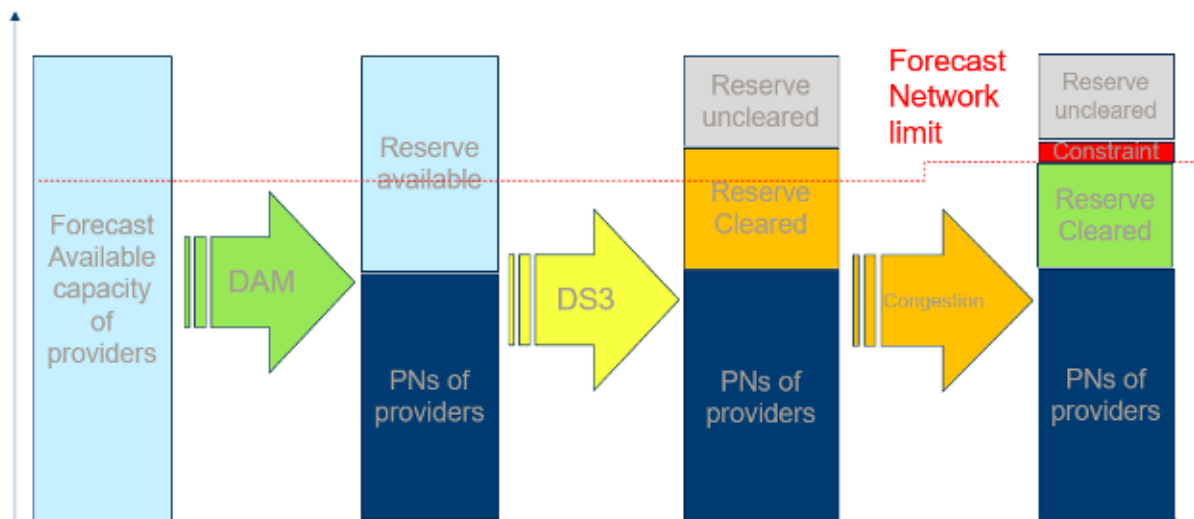 Forecast
Available
capacity
of
providers
DAM
Reserve
available
PNs of
providers
DS3
Reserve
uncleared
Reserve
Cleared
PNs of
providers
Congestion
Forecast
Network
limit
Reserve
uncleared
Constraint
Reserve
Cleared
PNs of
providers